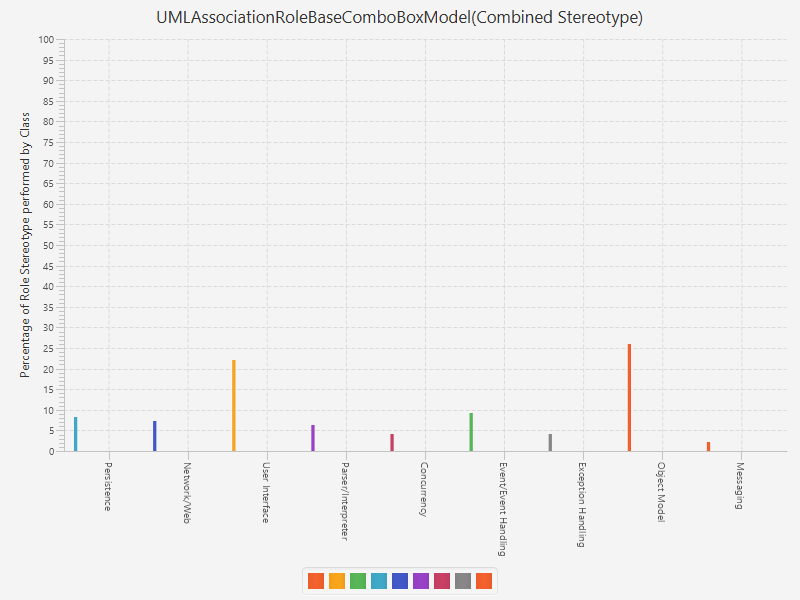 UMLAssociationRoleBaseComboBoxModel(Combined Stereotype)
Percentage of Role Stereotype performed by Class
100
95
90
85
80
75
70
65
60
55
50
45
40
35
30
25
20
15
10
5
0
Persistence
Network/Web
User Interface
Parser/Interpreter
Concurrency
Event/Event Handling
Exception Handling
Object Model
Messaging